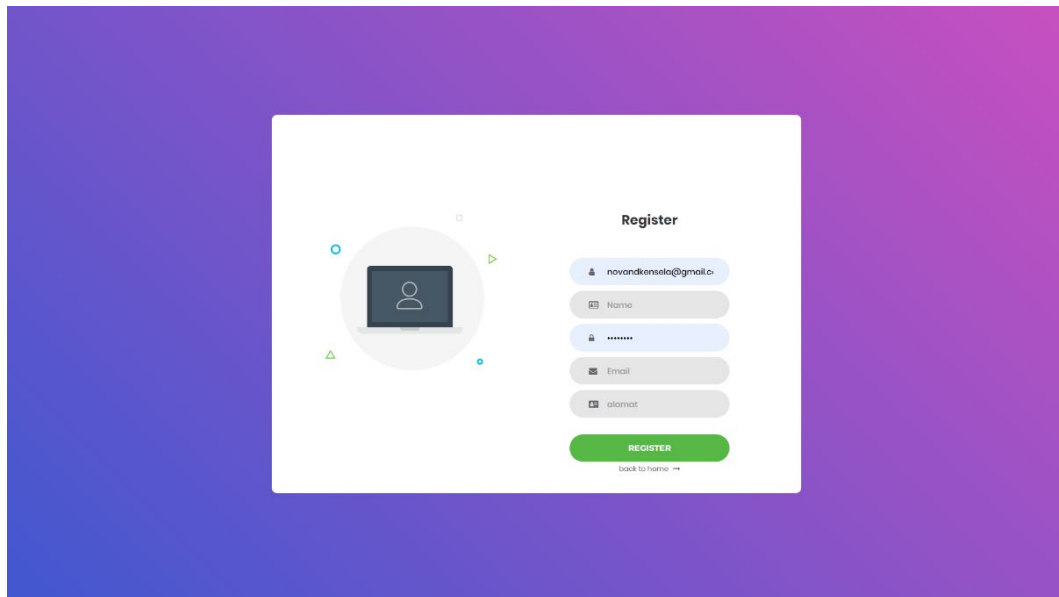 Register
novandkensela@gmail.c
Name
••••••••
Email
alamat
REGISTER
back to home →